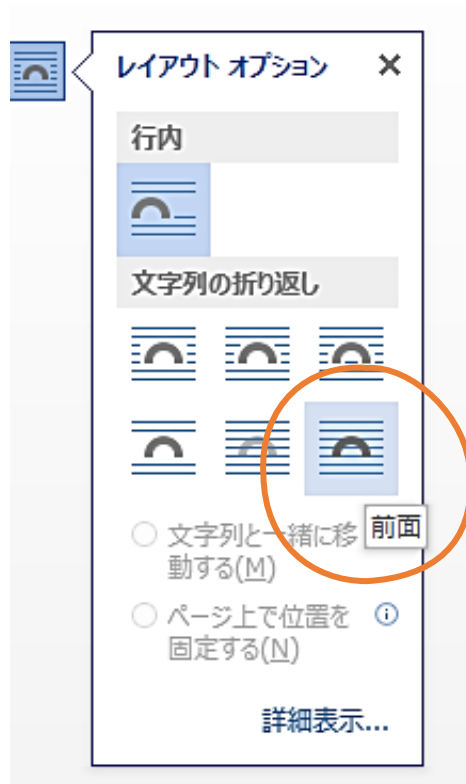 レイアウト オプション ×
行内
文字列の折り返し
前面
文字列と一緒に移
動する(M)
ページ上で位置を
固定する(N)
詳細表示...